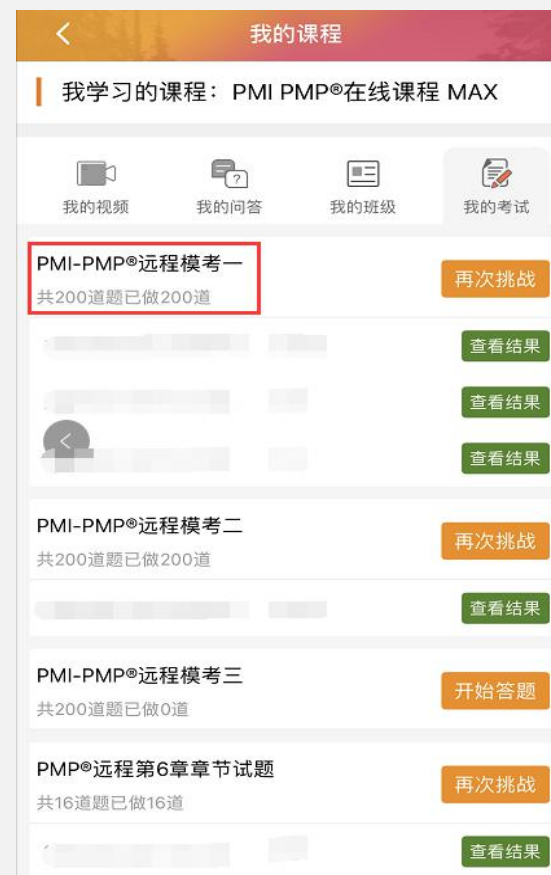 我的课程
我学习的课程：PMI PMP®在线课程 MAX
我的视频
我的问答
我的班级
我的考试
PMI-PMP®远程模考一
再次挑战
共200道题已做200道
查看结果
查看结果
查看结果
PMI-PMP®远程模考二
再次挑战
共200道题已做200道
查看结果
PMI-PMP®远程模考三
开始答题
共200道题已做0道
PMP®远程第6章章节试题
再次挑战
共16道题已做16道
查看结果